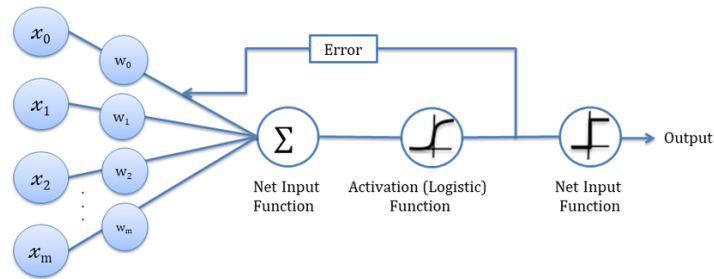 x0
w0
Error
x1
w1
Σ
Output
x2
w2
Net Input
Function
Activation (Logistic)
Function
Net Input
Function
xm
wm